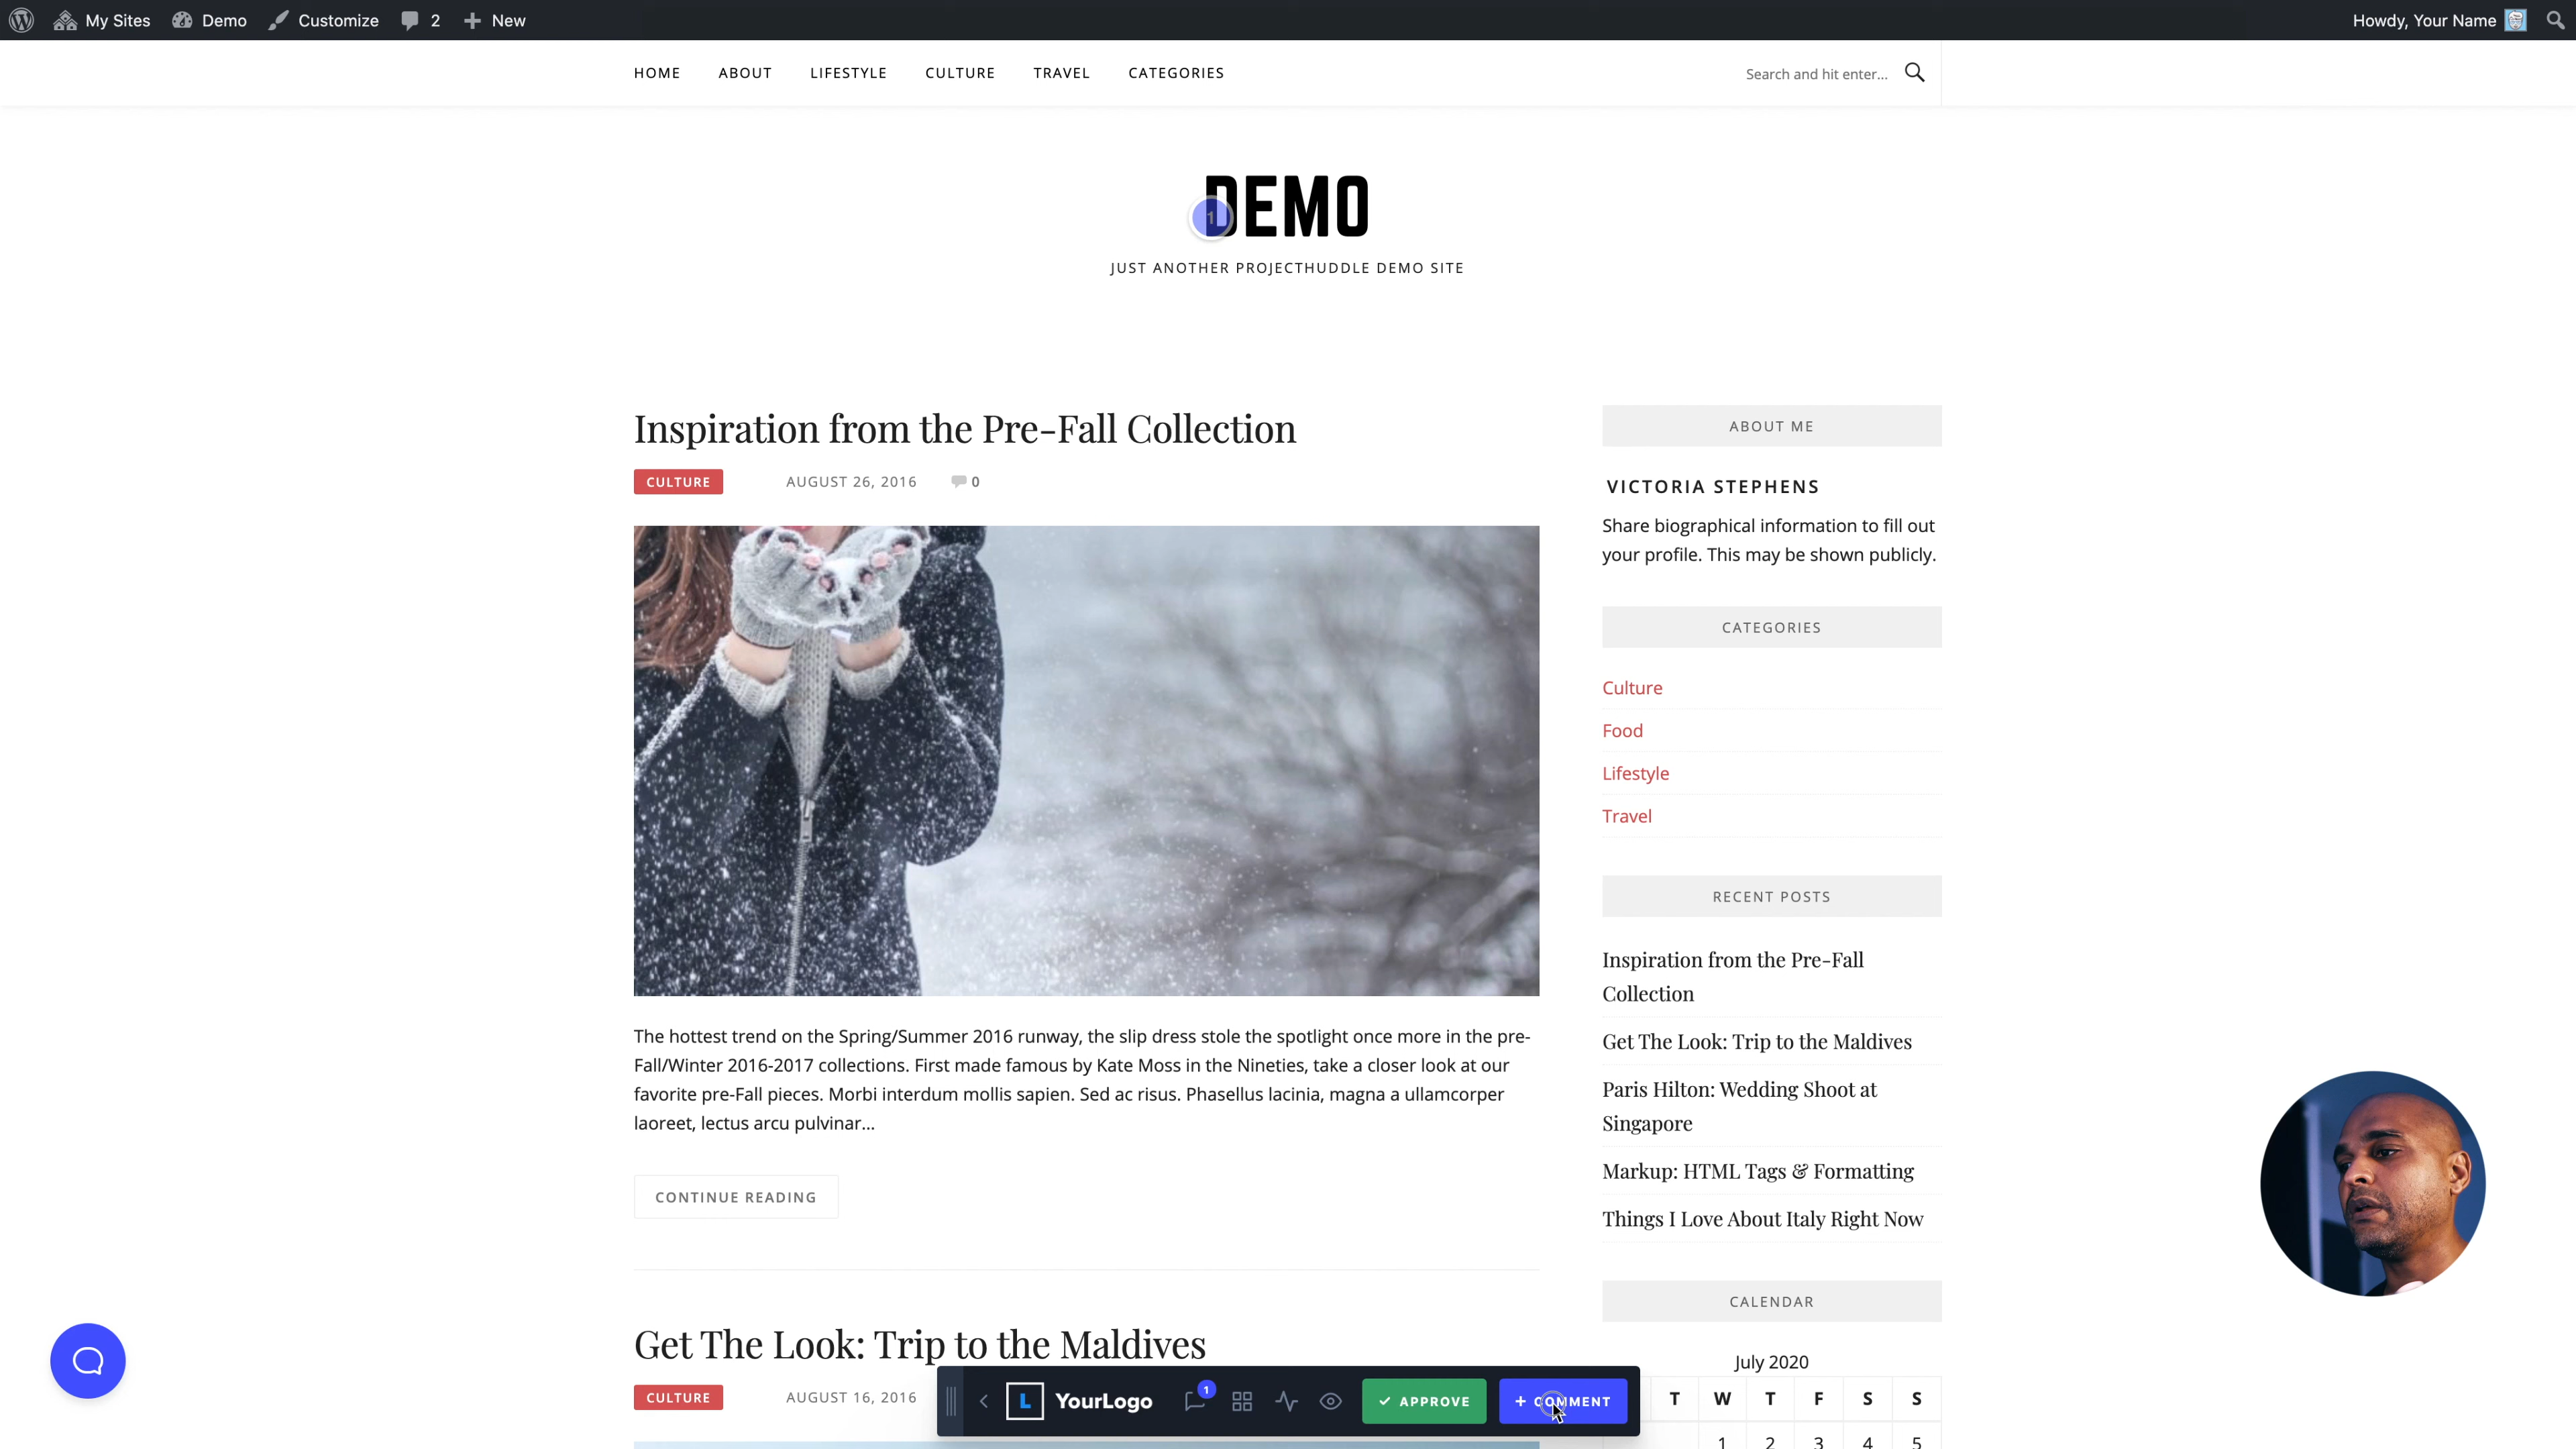 My Sites Demo Customize 2 New Howdy, Your Name
HOME ABOUT LIFESTYLE CULTURE TRAVEL CATEGORIES Search and hit enter...
DEMO
1
JUST ANOTHER PROJECTHUDDLE DEMO SITE
Inspiration from the Pre-Fall Collection
CULTURE AUGUST 26, 2016 0
The hottest trend on the Spring/Summer 2016 runway, the slip dress stole the spotlight once more in the pre-
Fall/Winter 2016-2017 collections. First made famous by Kate Moss in the Nineties, take a closer look at our
favorite pre-Fall pieces. Morbi interdum mollis sapien. Sed ac risus. Phasellus lacinia, magna a ullamcorper
laoreet, lectus arcu pulvinar...
CONTINUE READING
Get The Look: Trip to the Maldives
CULTURE AUGUST 16, 2016
ABOUT ME
VICTORIA STEPHENS
Share biographical information to fill out
your profile. This may be shown publicly.
CATEGORIES
Culture
Food
Lifestyle
Travel
RECENT POSTS
Inspiration from the Pre-Fall
Collection
Get The Look: Trip to the Maldives
Paris Hilton: Wedding Shoot at
Singapore
Markup: HTML Tags & Formatting
Things I Love About Italy Right Now
CALENDAR
July 2020
T W T F S S
1 2 3 4 5
L YourLogo 1 APPROVE + COMMENT